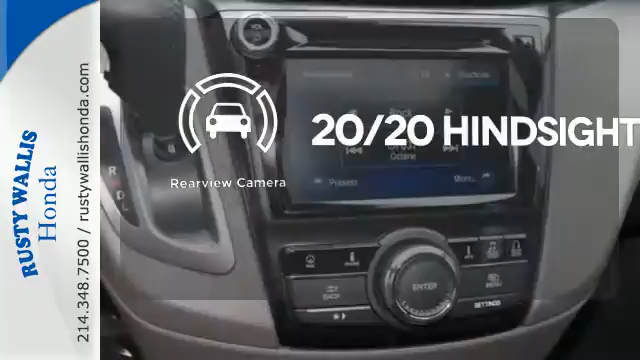 RUSTY WALLIS
Honda
214.348.7500 / rustywallishonda.com
Rearview Camera
20/20 HINDSIGHT
Octane
Presets
More...
R
D
L
BACK
ENTER
MENU
SETTINGS